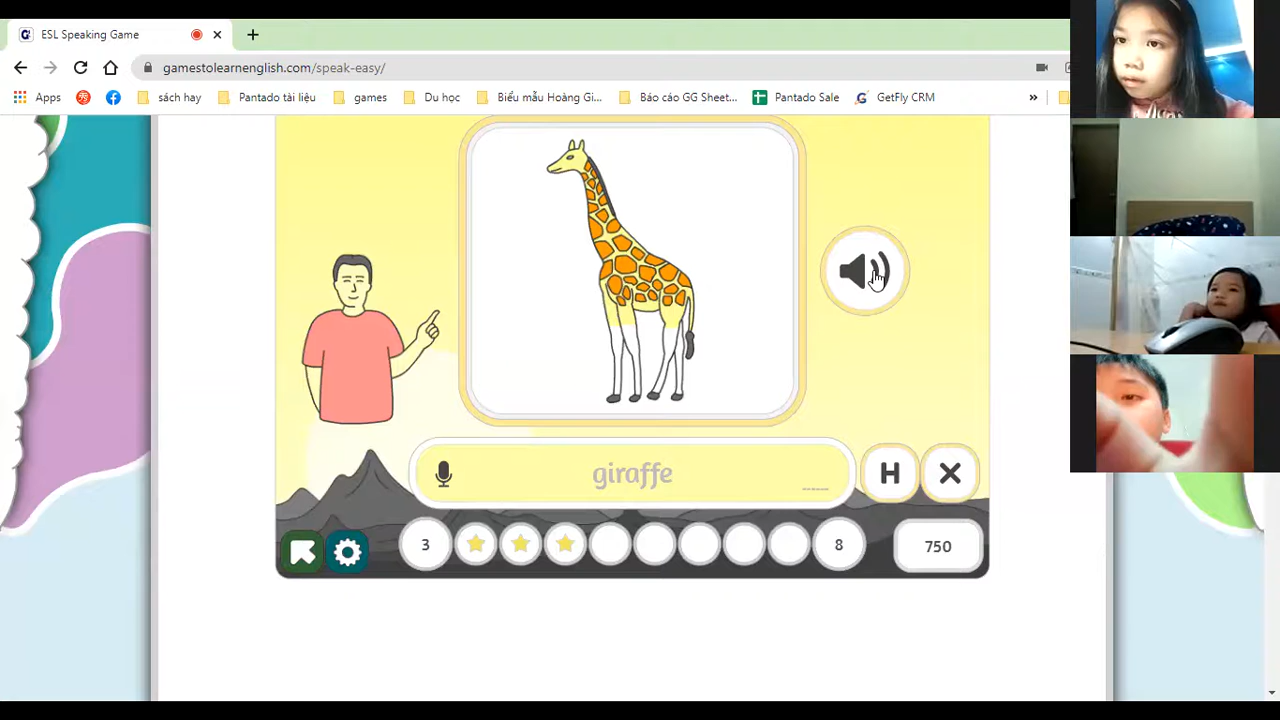 ESL Speaking Game
gamestolearnenglish.com/speak-easy/
Apps
sách hay
Pantado tài liệu
games
Du học
Biểu mẫu Hoàng Gi...
Báo cáo GG Sheet...
Pantado Sale
GetFly CRM
»
giraffe
H
3
8
750